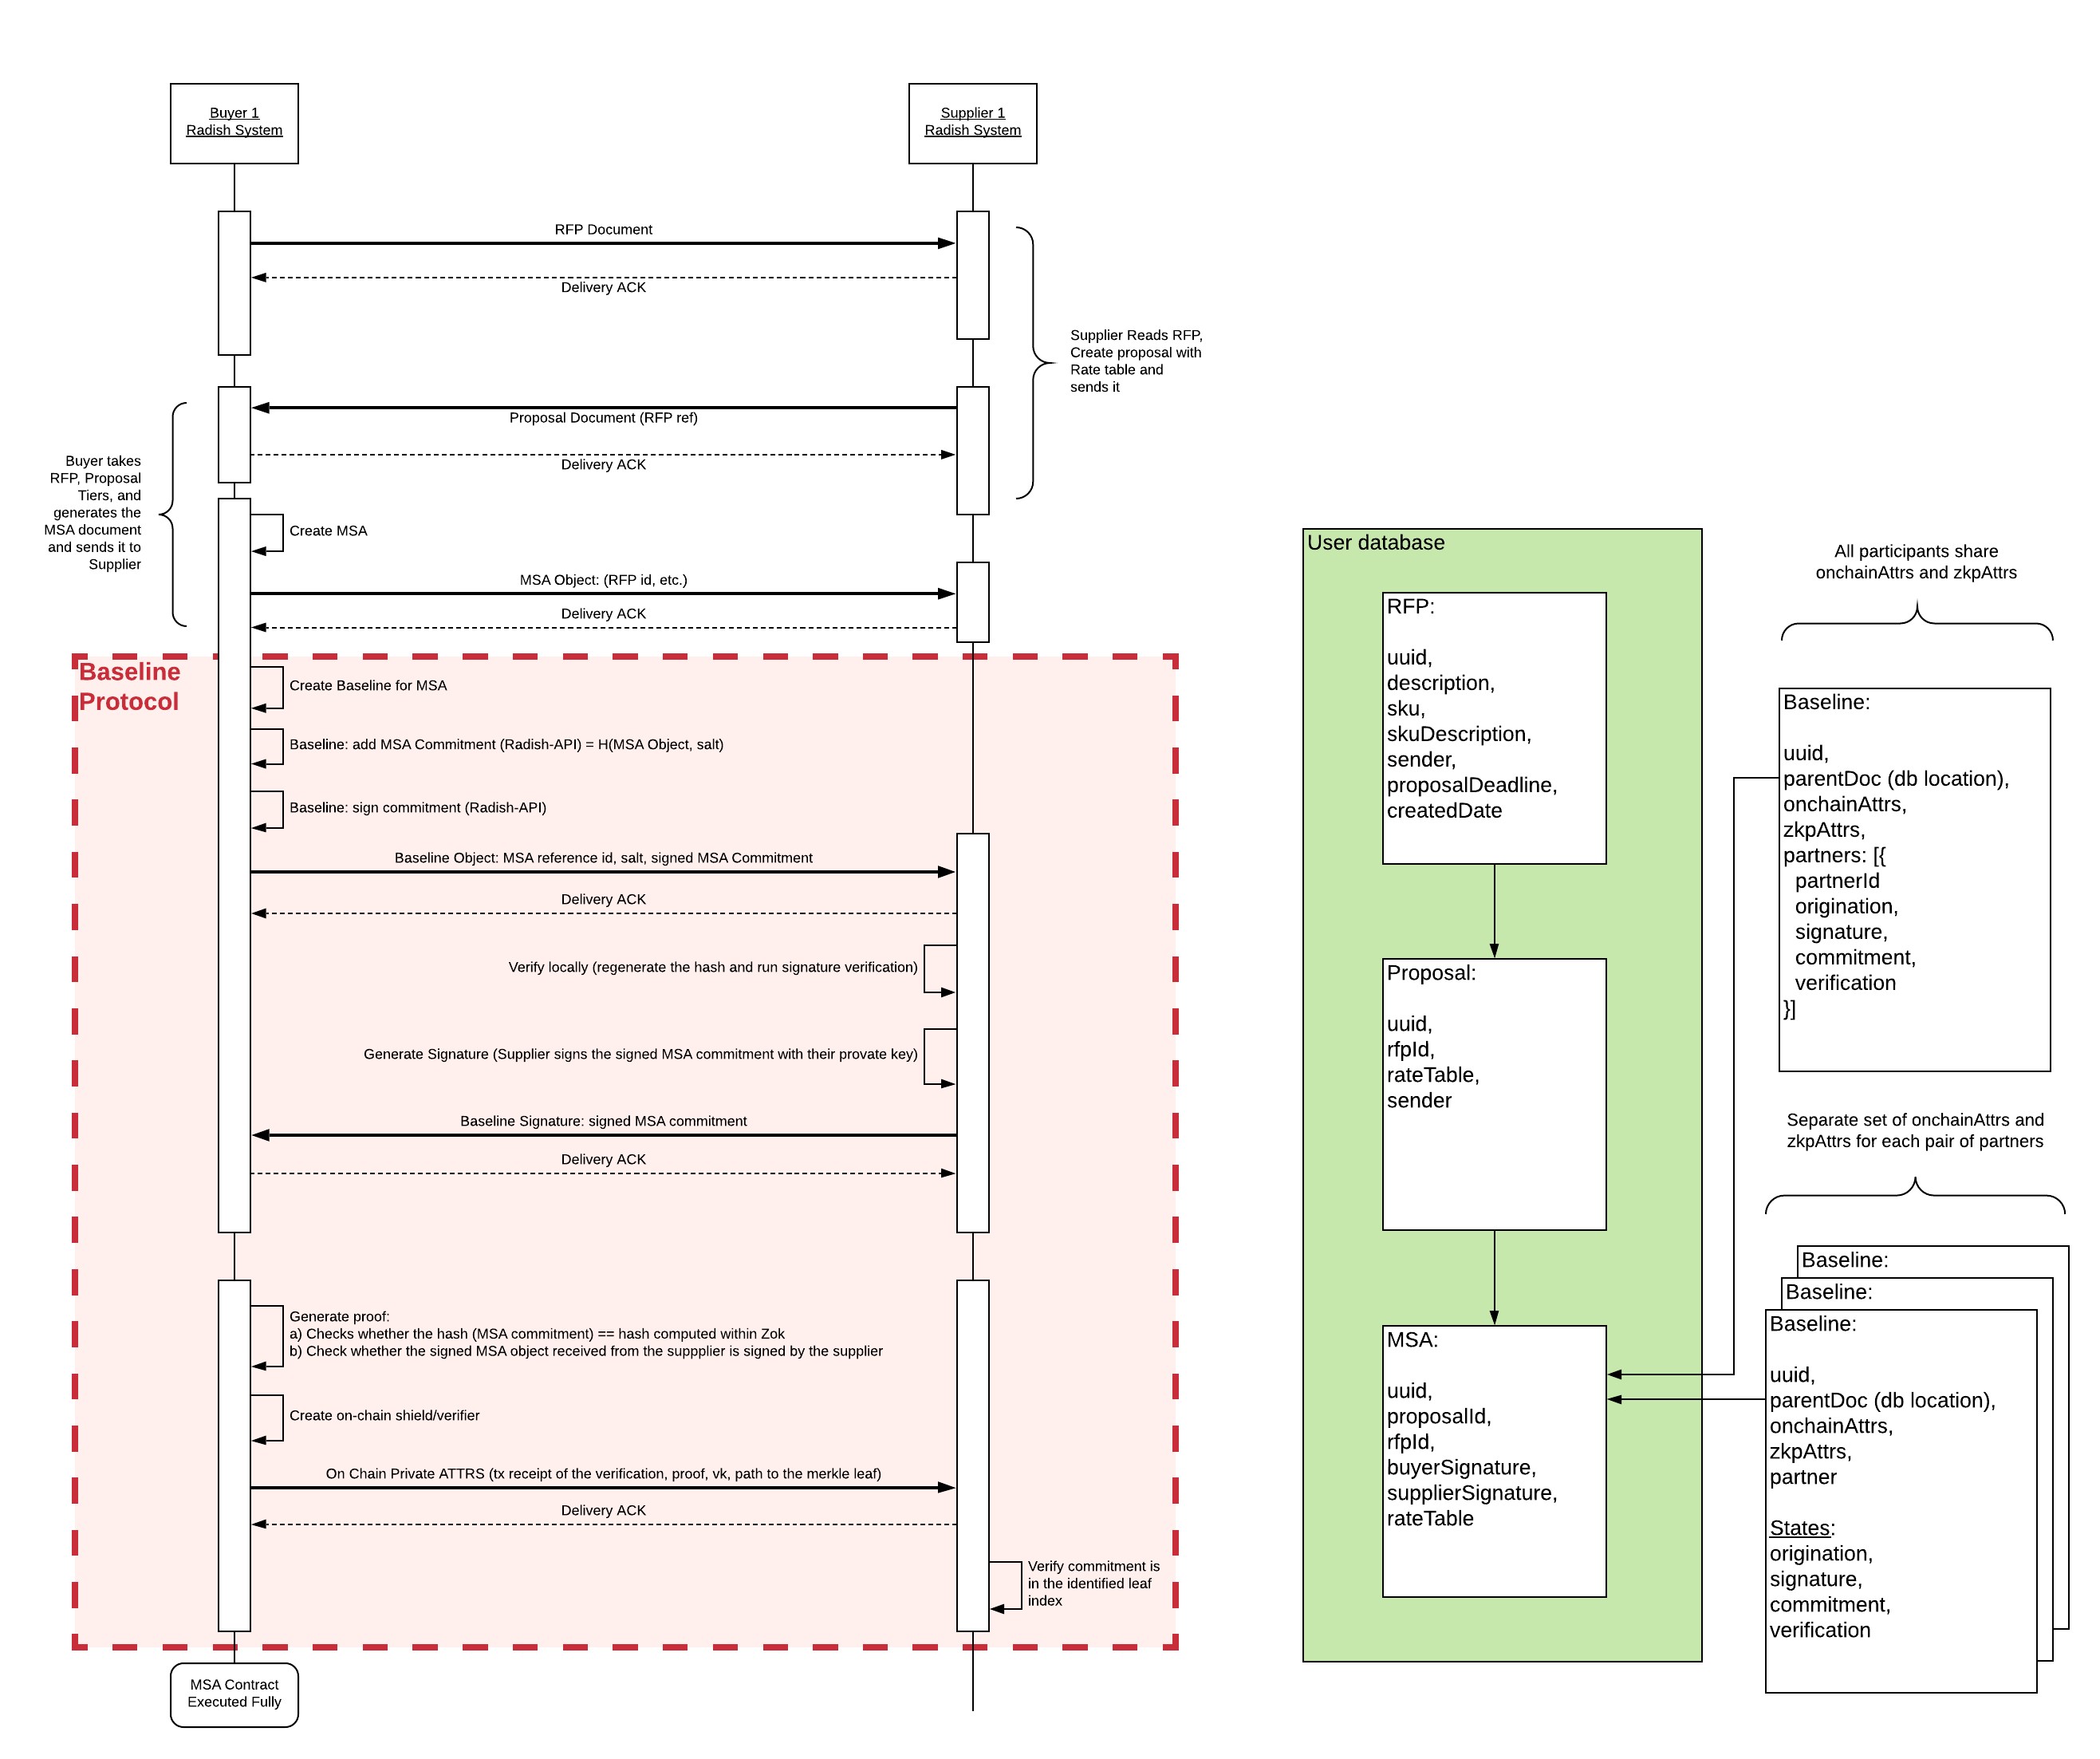 Buyer 1
Radish System
Supplier 1
Radish System
RFP Document
Delivery ACK
Supplier Reads RFP,
Create proposal with
Rate table and
sends it
Proposal Document (RFP ref)
Delivery ACK
Buyer takes
RFP, Proposal
Tiers, and
generates the
MSA document
and sends it to
Supplier
Create MSA
MSA Object: (RFP id, etc.)
Delivery ACK
Baseline
Protocol
Create Baseline for MSA
Baseline: add MSA Commitment (Radish-API) = H(MSA Object, salt)
Baseline: sign commitment (Radish-API)
Baseline Object: MSA reference id, salt, signed MSA Commitment
Delivery ACK
Verify locally (regenerate the hash and run signature verification)
Generate Signature (Supplier signs the signed MSA commitment with their provate key)
Baseline Signature: signed MSA commitment
Delivery ACK
Generate proof:
a) Checks whether the hash (MSA commitment) == hash computed within Zok
b) Check whether the signed MSA object received from the suppplier is signed by the supplier
Create on-chain shield/verifier
On Chain Private ATTRS (tx receipt of the verification, proof, vk, path to the merkle leaf)
Delivery ACK
Verify commitment is
in the identified leaf
index
MSA Contract
Executed Fully
User database
RFP:
uuid,
description,
sku,
skuDescription,
sender,
proposalDeadline,
createdDate
Proposal:
uuid,
rfpId,
rateTable,
sender
MSA:
uuid,
proposalId,
rfpId,
buyerSignature,
supplierSignature,
rateTable
All participants share
onchainAttrs and zkpAttrs
Baseline:
uuid,
parentDoc (db location),
onchainAttrs,
zkpAttrs,
partners: [{
partnerId
origination,
signature,
commitment,
verification
}]
Separate set of onchainAttrs and
zkpAttrs for each pair of partners
Baseline:
Baseline:
Baseline:
uuid,
parentDoc (db location),
onchainAttrs,
zkpAttrs,
partner
States:
origination,
signature,
commitment,
verification